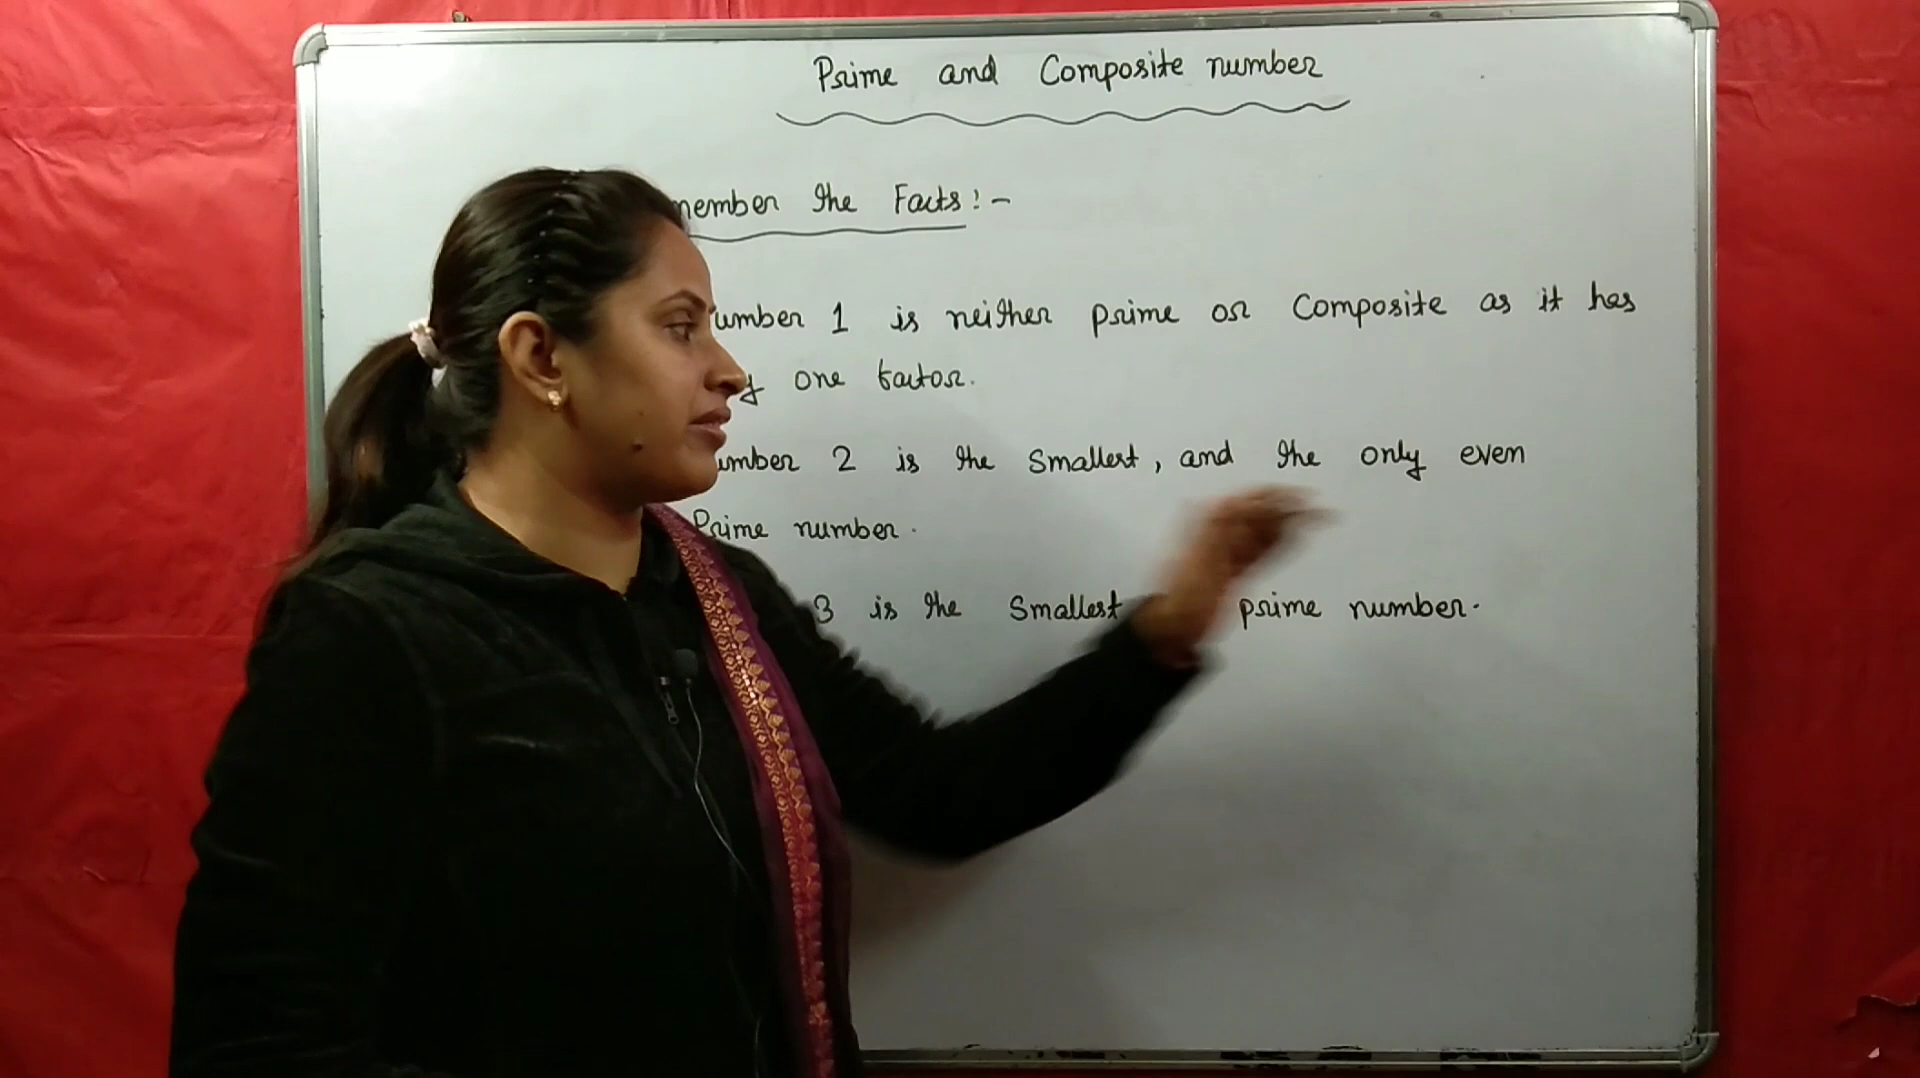 Prime and Composite number
member the Facts:-
umber 1 is neither prime or Composite as it has
y one factor.
umber 2 is the smallest, and the only even
Prime number.
3 is the Smallest prime number.